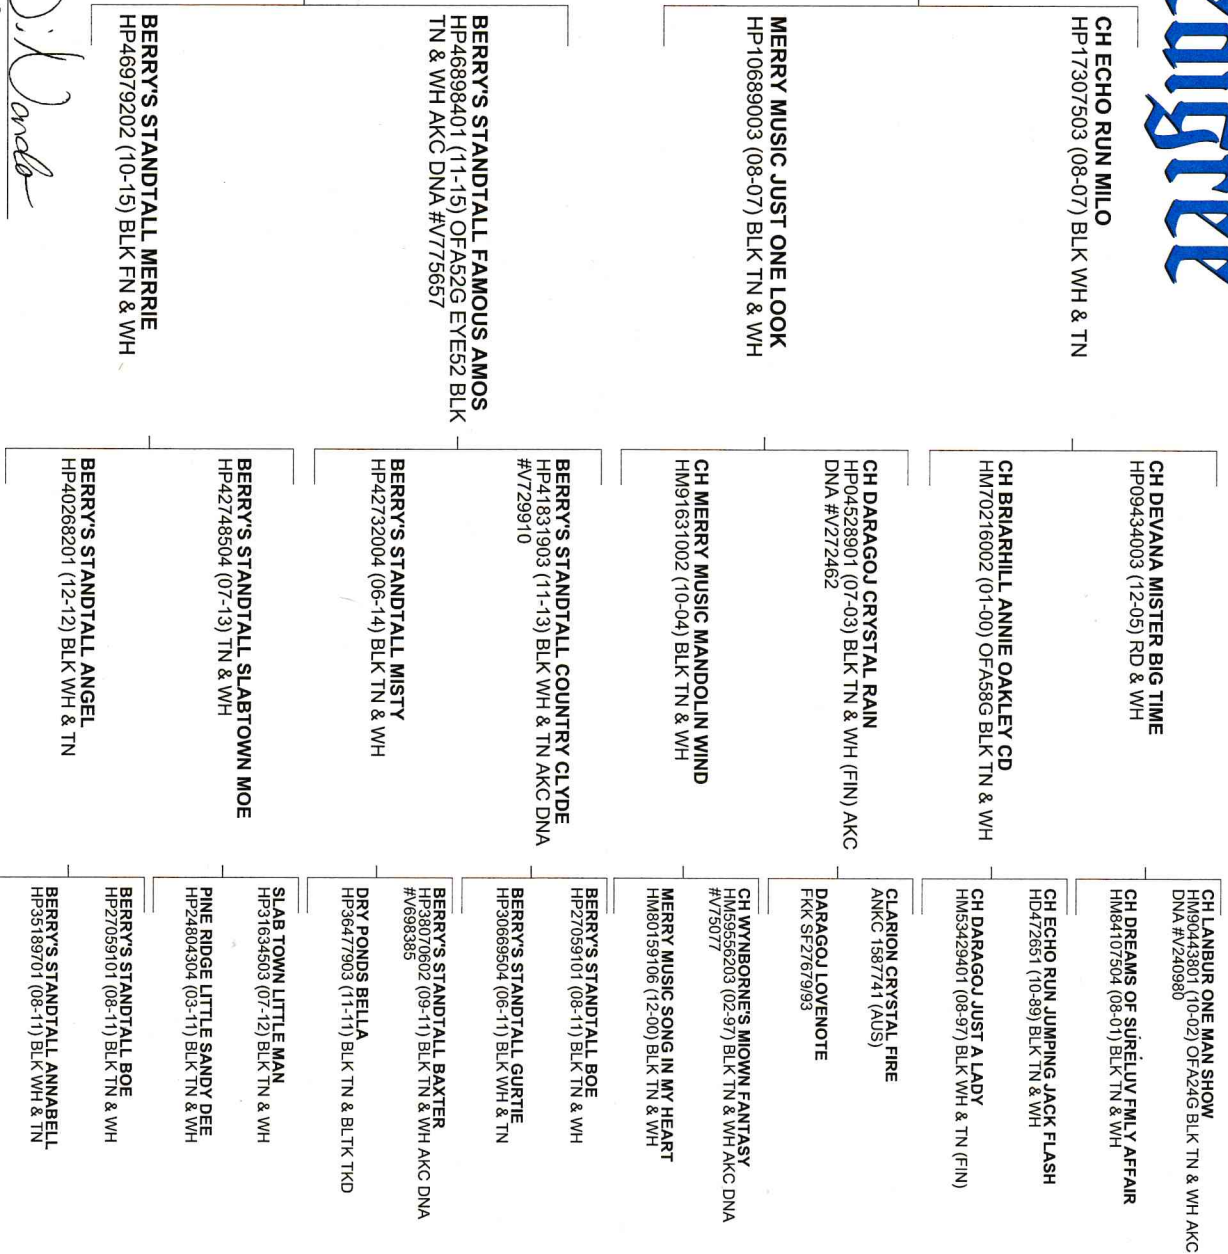 CH ECHO RUN MILO
HP17307503 (08-07) BLK WH & TN
MERRY MUSIC JUST ONE LOOK
HP10689003 (08-07) BLK TN & WH
BERRY'S STANDTALL FAMOUS AMOS
HP46898401 (11-15) OFA52G EYE52 BLK
TN & WH AKC DNA #V775657
BERRY'S STANDTALL MERRIE
HP46979202 (10-15) BLK FN & WH
CH DEVANA MISTER BIG TIME
HP09434003 (12-05) RD & WH
CH BRIARHILL ANNIE OAKLEY CD
HM70216002 (01-00) OFA58G BLK TN & WH
CH DARAGOJ CRYSTAL RAIN
HP04528901 (07-03) BLK TN & WH (FIN) AKC
DNA #V272462
CH MERRY MUSIC MANDOLIN WIND
HM91631002 (10-04) BLK TN & WH
BERRY'S STANDTALL COUNTRY CLYDE
HP41831903 (11-13) BLK WH & TN AKC DNA
#V729910
BERRY'S STANDTALL MISTY
HP42732004 (06-14) BLK TN & WH
BERRY'S STANDTALL SLABTOWN MOE
HP42748504 (07-13) TN & WH
BERRY'S STANDTALL ANGEL
HP40268201 (12-12) BLK WH & TN
CH LANBUR ONE MAN SHOW
HM90443801 (10-02) OFA24G BLK TN & WH AKC
DNA #V240980
CH DREAMS OF SURELUV FMLY AFFAIR
HM84107504 (08-01) BLK TN & WH
CH ECHO RUN JUMPING JACK FLASH
HD472651 (10-89) BLK TN & WH
CH DARAGOJ JUST A LADY
HM53429401 (08-97) BLK WH & TN (FIN)
CLARION CRYSTAL FIRE
ANKC 1587741 (AUS)
DARAGOJ LOVENOTE
FKK SF27679/93
CH WYNBORNE'S MIOWN FANTASY
HM59556203 (02-97) BLK TN & WH AKC DNA
#V75077
MERRY MUSIC SONG IN MY HEART
HM80159106 (12-00) BLK TN & WH
BERRY'S STANDTALL BOE
HP27059101 (08-11) BLK TN & WH
BERRY'S STANDTALL GURTIE
HP30669504 (06-11) BLK WH & TN
BERRY'S STANDTALL BAXTER
HP38070602 (09-11) BLK TN & WH AKC DNA
#V698385
DRY PONDS BELLA
HP36477903 (11-11) BLK TN & BLTK TKD
SLAB TOWN LITTLE MAN
HP31634503 (07-12) BLK TN & WH
PINE RIDGE LITTLE SANDY DEE
HP24804304 (03-11) BLK TN & WH
BERRY'S STANDTALL BOE
HP27059101 (08-11) BLK TN & WH
BERRY'S STANDTALL ANNABELL
HP35189701 (08-11) BLK WH & TN